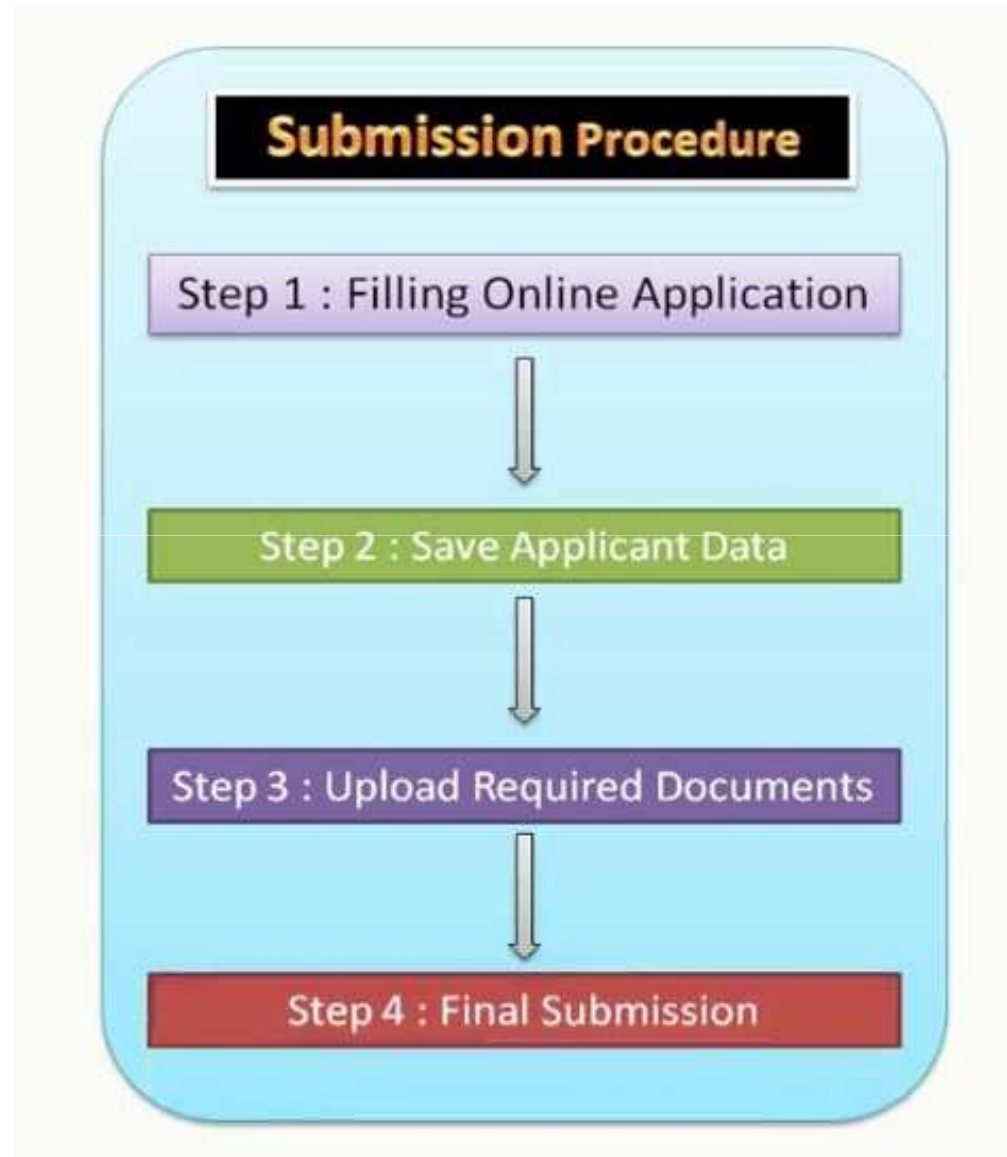 Submission Procedure
Step 1 : Filling Online Application
Step 2 : Save Applicant Data
Step 3 : Upload Required Documents
Step 4 : Final Submission